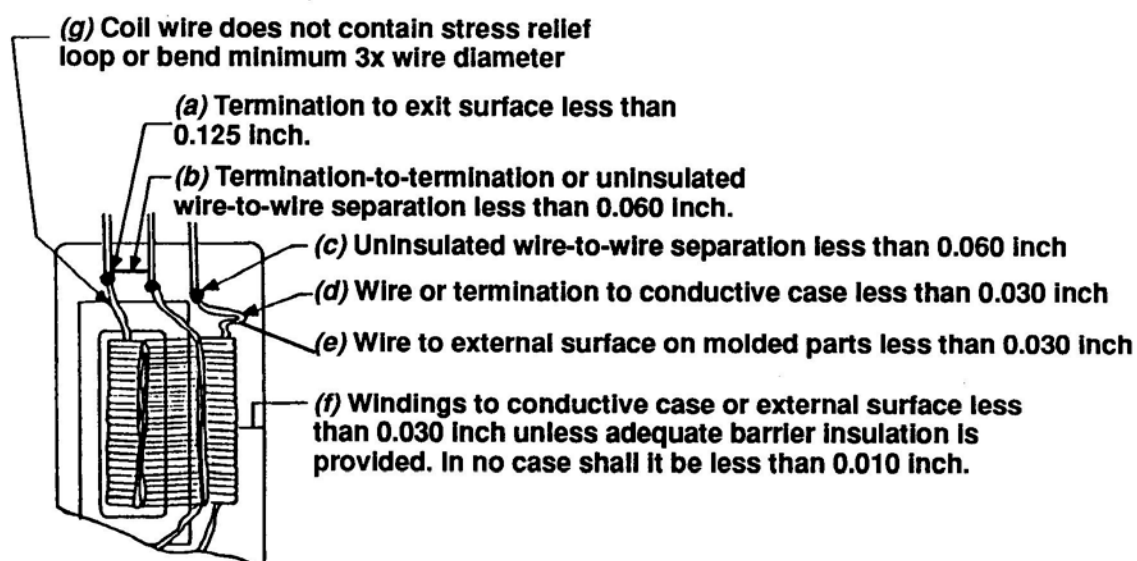 (g) Coil wire does not contain stress relief
loop or bend minimum 3x wire diameter
(a) Termination to exit surface less than
0.125 inch.
(b) Termination-to-termination or uninsulated
wire-to-wire separation less than 0.060 inch.
(c) Uninsulated wire-to-wire separation less than 0.060 inch
(d) Wire or termination to conductive case less than 0.030 inch
(e) Wire to external surface on molded parts less than 0.030 inch
(f) Windings to conductive case or external surface less
than 0.030 inch unless adequate barrier insulation is
provided. In no case shall it be less than 0.010 inch.